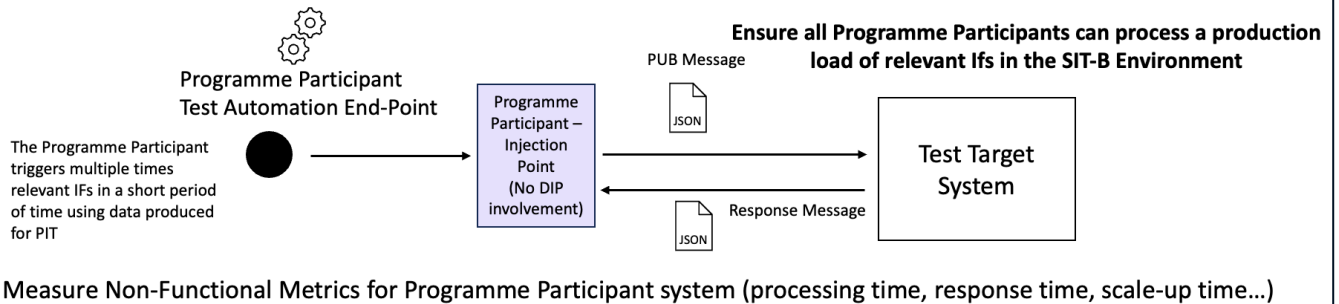 Ensure all Programme Participants can process a production
load of relevant Ifs in the SIT-B Environment
Programme Participant
Test Automation End-Point
The Programme Participant
triggers multiple times
relevant IFs in a short period
of time using data produced
for PIT
Programme
Participant –
Injection
Point
(No DIP
involvement)
PUB Message
JSON
Response Message
JSON
Test Target
System
Measure Non-Functional Metrics for Programme Participant system (processing time, response time, scale-up time…)